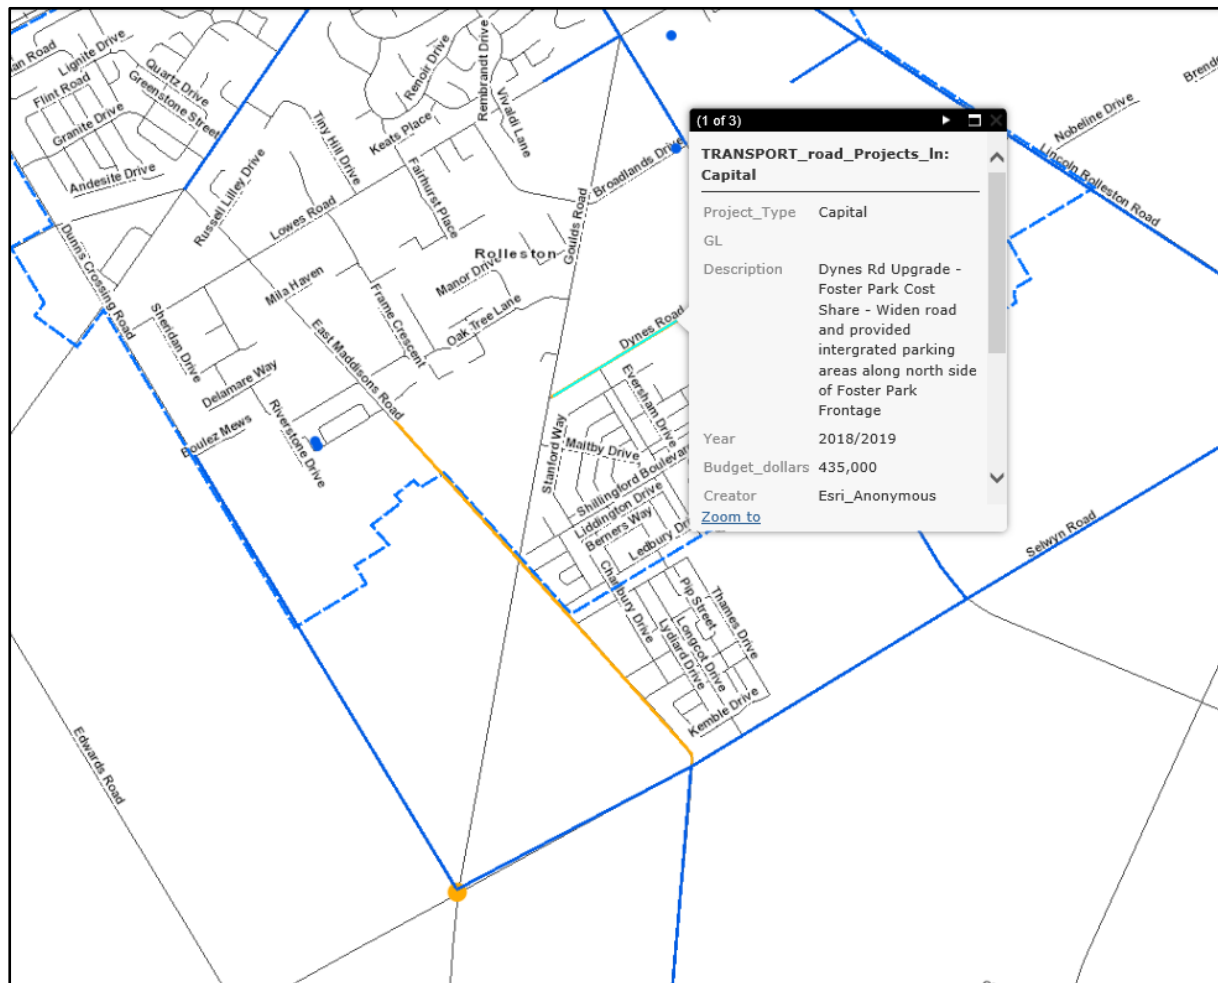 an Road
Lignite Drive
Flint Road
Quartz Drive
Greenstone Street
Granite Drive
Andesite Drive
Renoir Drive
Rembrandt Drive
Vivaldi Lane
Tiny Hill Drive
Keats Place
Fairhurst Place
Russell Lilley Drive
Lowes Road
Broadlands Drive
Goulds Road
Rolleston
Manor Drive
Mila Haven
Frame Crescent
Oak Tree Lane
Dunns Crossing Road
Sheridan Drive
East Maddisons Road
Delamare Way
Riverstone Drive
Boulez Mews
Dynes Road
Eversham Drive
Stanford Way
Maltby Drive
Shillingford Boulevar
Liddington Drive
Berners Way
Ledbury Dr
Charlbury Drive
Pip Street
Thames Drive
Longcot Drive
Lydiard Drive
Kemble Drive
Edwards Road
Selwyn Road
Brend
Nobeline Drive
Lincoln Rolleston Road
(1 of 3)
TRANSPORT_road_Projects_ln:
Capital
Project_Type Capital
GL
Description Dynes Rd Upgrade -
Foster Park Cost
Share - Widen road
and provided
intergrated parking
areas along north side
of Foster Park
Frontage
Year 2018/2019
Budget_dollars 435,000
Creator Esri_Anonymous
Zoom to